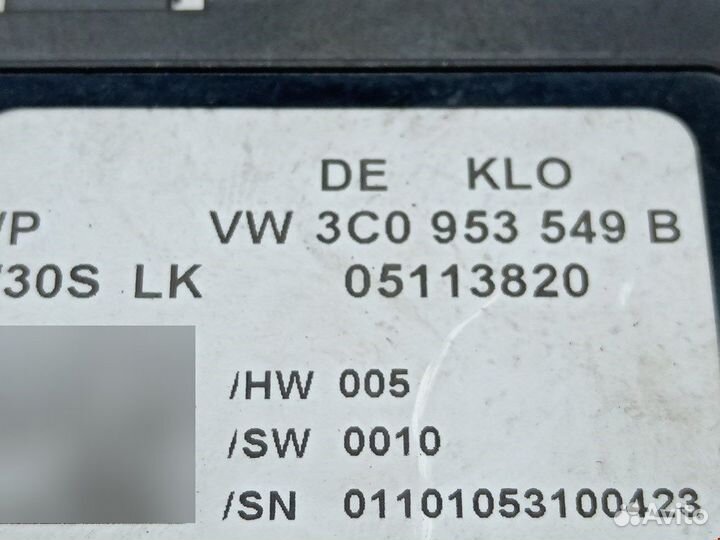 DE KLO
/P VW 3C0 953 549 B
/30S LK 05113820
/HW 005
/SW 0010
/SN 01101053100423
Avito